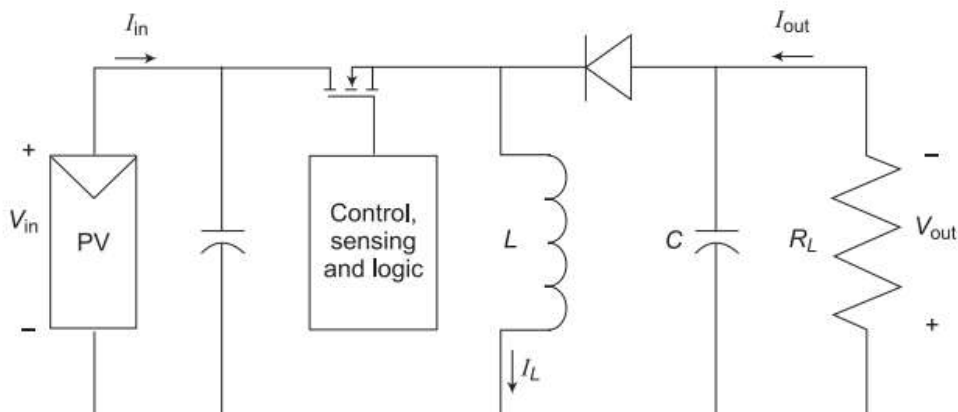 I_in
I_out
+
–
V_in
PV
Control,
sensing
and logic
L
C
R_L
V_out
–
+
I_L